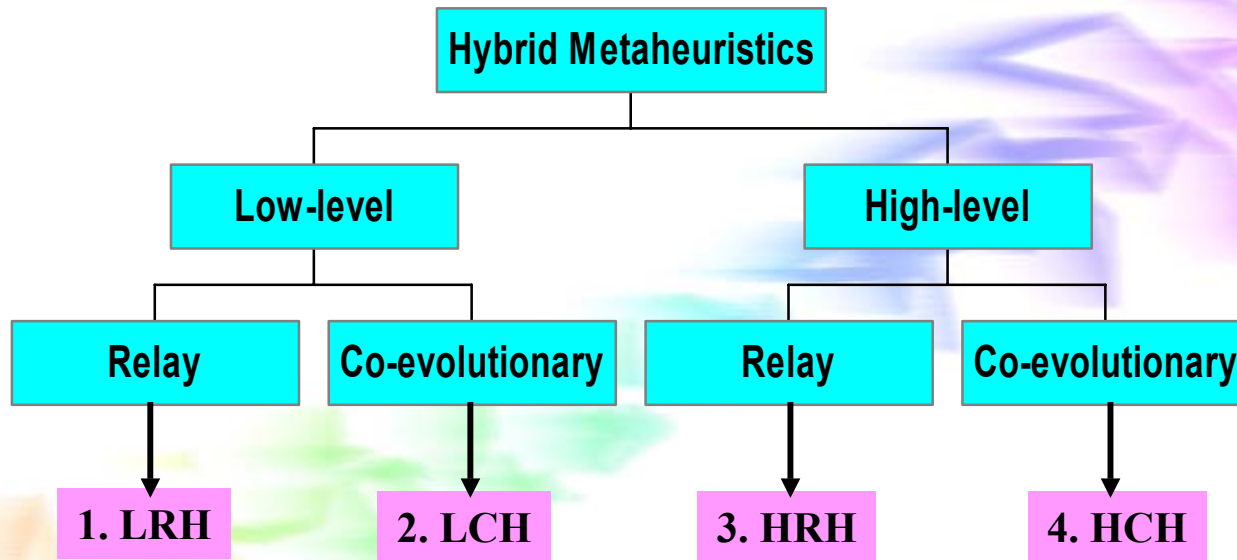 Hybrid Metaheuristics
Low-level
High-level
Relay
Co-evolutionary
Relay
Co-evolutionary
1. LRH
2. LCH
3. HRH
4. HCH